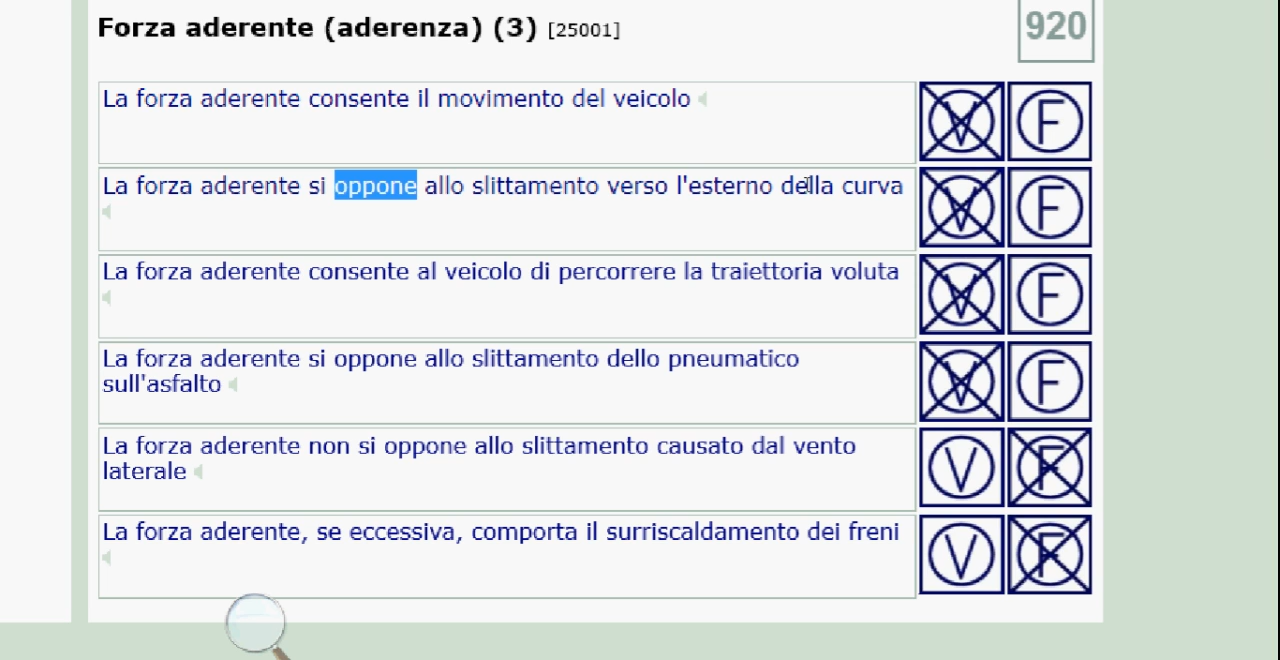 Forza aderente (aderenza) (3) [25001]
920
La forza aderente consente il movimento del veicolo
V F
La forza aderente si oppone allo slittamento verso l'esterno della curva
V F
La forza aderente consente al veicolo di percorrere la traiettoria voluta
V F
La forza aderente si oppone allo slittamento dello pneumatico
sull'asfalto
V F
La forza aderente non si oppone allo slittamento causato dal vento
laterale
V F
La forza aderente, se eccessiva, comporta il surriscaldamento dei freni
V F